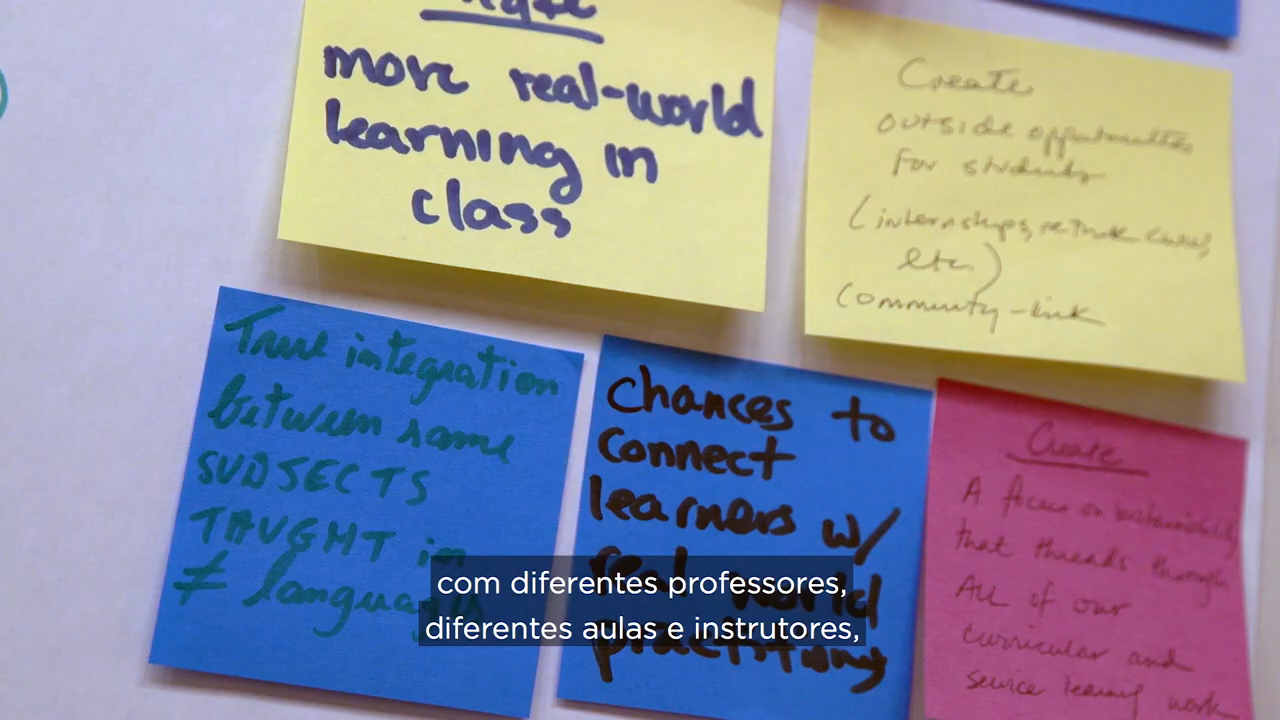 more real-world
learning in
class
Create
outside opportunities
for students
(internships,
etc.)
Community-link
True integration
between same
SUBJECTS
TAUGHT in
≠ languages
Chances to
connect
learners w/
real world
practitioners
Create
A focus on sustainability
that threads through
ALL of our
curricular and
service learning work
com diferentes professores,
diferentes aulas e instrutores,